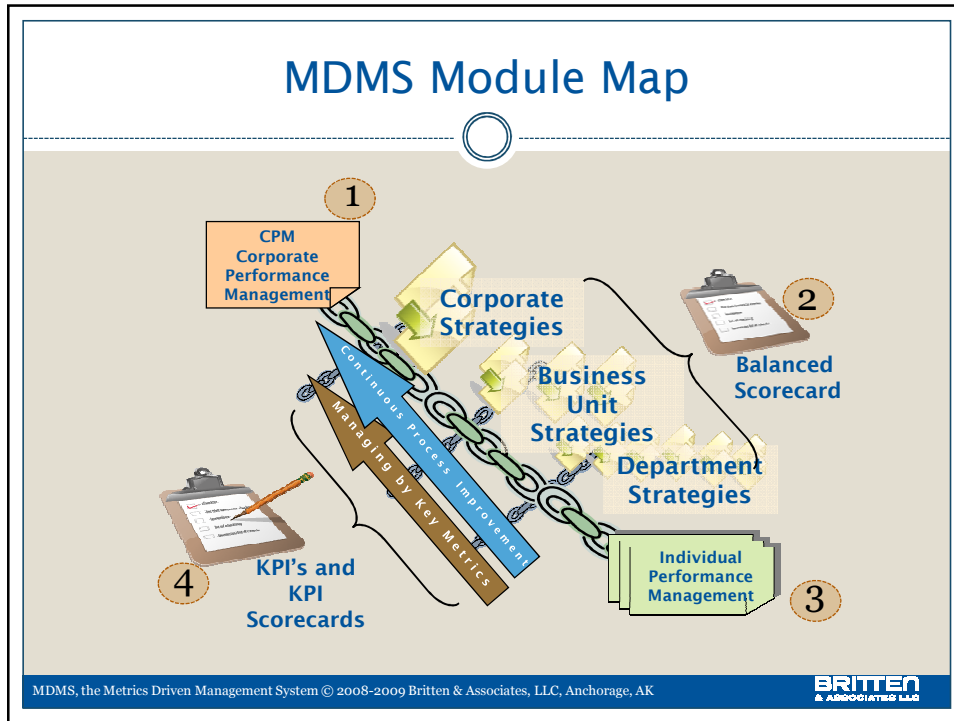 MDMS Module Map
1
CPM
Corporate
Performance
Management
Corporate
Strategies
2
Balanced
Scorecard
Business
Unit
Strategies
Department
Strategies
Continuous Process Improvement
Managing by Key Metrics
4
KPI's and
KPI
Scorecards
Individual
Performance
Management
3
MDMS, the Metrics Driven Management System © 2008-2009 Britten & Associates, LLC, Anchorage, AK
BRITTEN
& ASSOCIATES LLC